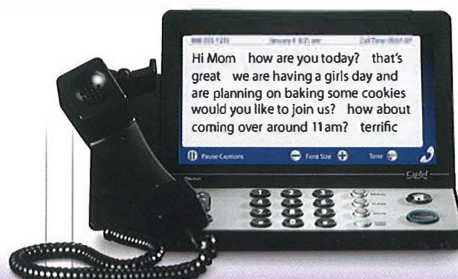 Hi Mom how are you today? that's
great we are having a girls day and
are planning on baking some cookies
would you like to join us? how about
coming over around 11am? terrific
Pause Captions Font Size Tone
CapTel